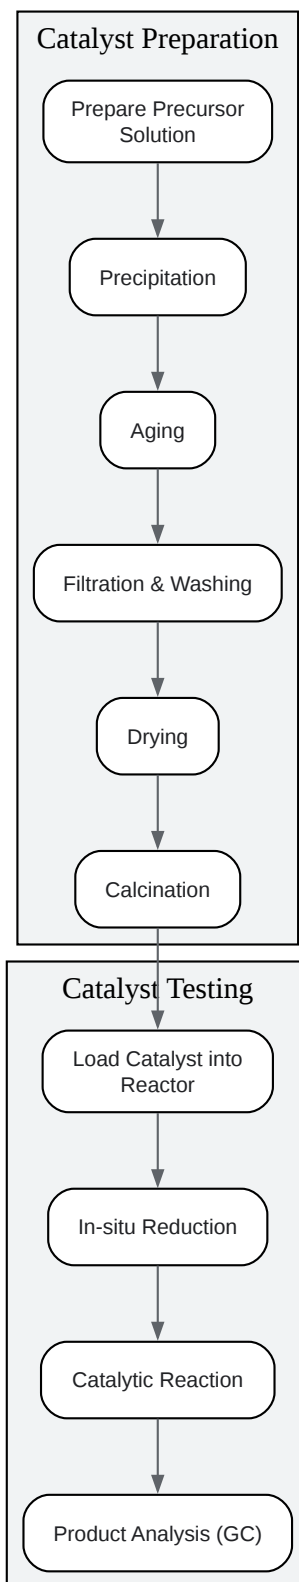 Catalyst Preparation
Prepare Precursor
Solution
Precipitation
Aging
Filtration & Washing
Drying
Calcination
Catalyst Testing
Load Catalyst into
Reactor
In-situ Reduction
Catalytic Reaction
Product Analysis (GC)